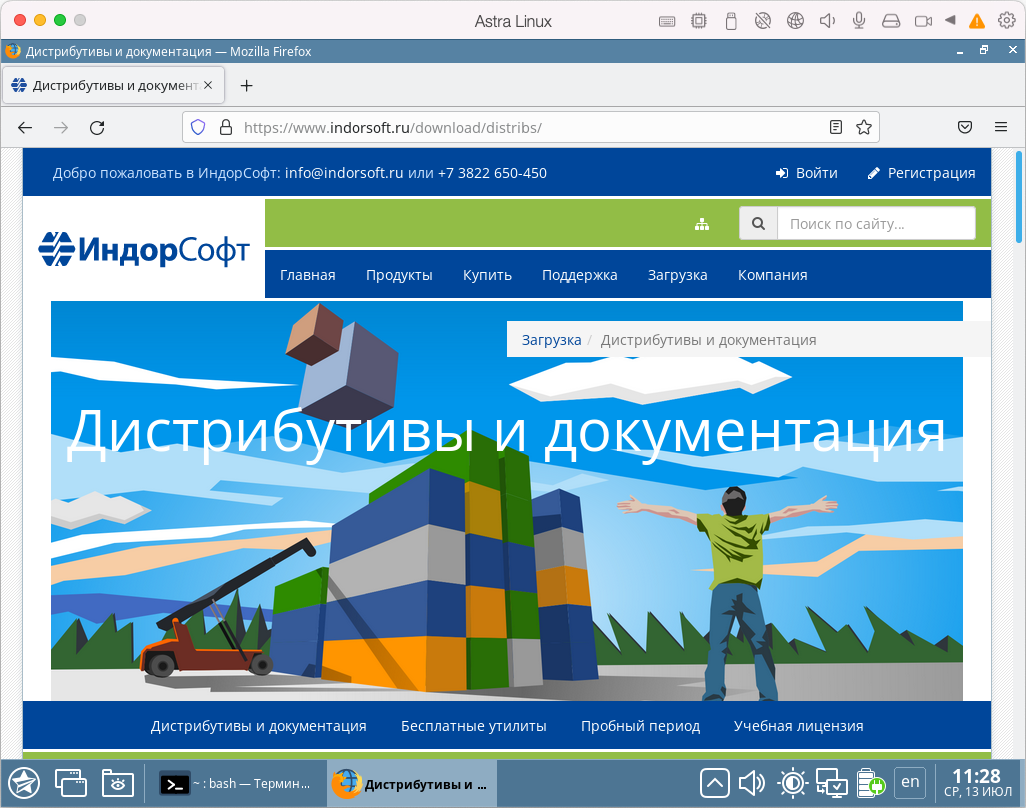 Astra Linux
Дистрибутивы и документация — Mozilla Firefox
Дистрибутивы и документ
https://www.indorsoft.ru/download/distribs/
Добро пожаловать в ИндорСофт: info@indorsoft.ru или +7 3822 650-450
Войти
Регистрация
ИндорСофт
Поиск по сайту...
Главная
Продукты
Купить
Поддержка
Загрузка
Компания
Загрузка / Дистрибутивы и документация
Дистрибутивы и документация
Дистрибутивы и документация
Бесплатные утилиты
Пробный период
Учебная лицензия
~ : bash — Термин...
Дистрибутивы и ...
en
11:28
СР, 13 ИЮЛ